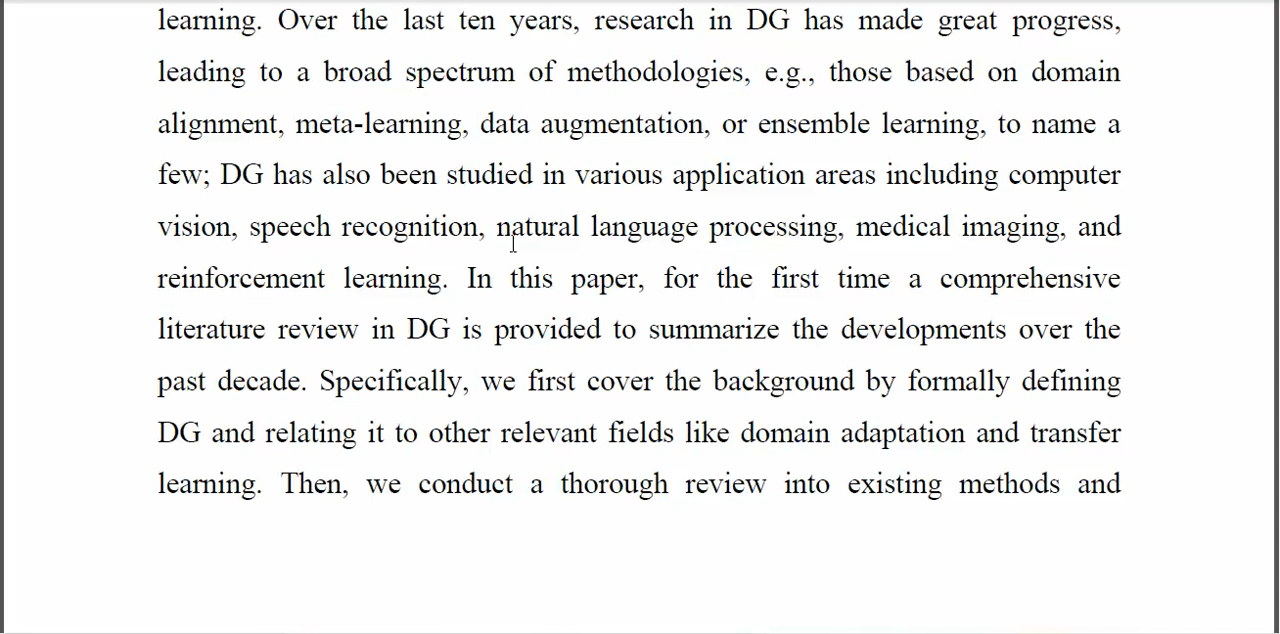 learning. Over the last ten years, research in DG has made great progress,
leading to a broad spectrum of methodologies, e.g., those based on domain
alignment, meta-learning, data augmentation, or ensemble learning, to name a
few; DG has also been studied in various application areas including computer
vision, speech recognition, natural language processing, medical imaging, and
reinforcement learning. In this paper, for the first time a comprehensive
literature review in DG is provided to summarize the developments over the
past decade. Specifically, we first cover the background by formally defining
DG and relating it to other relevant fields like domain adaptation and transfer
learning. Then, we conduct a thorough review into existing methods and